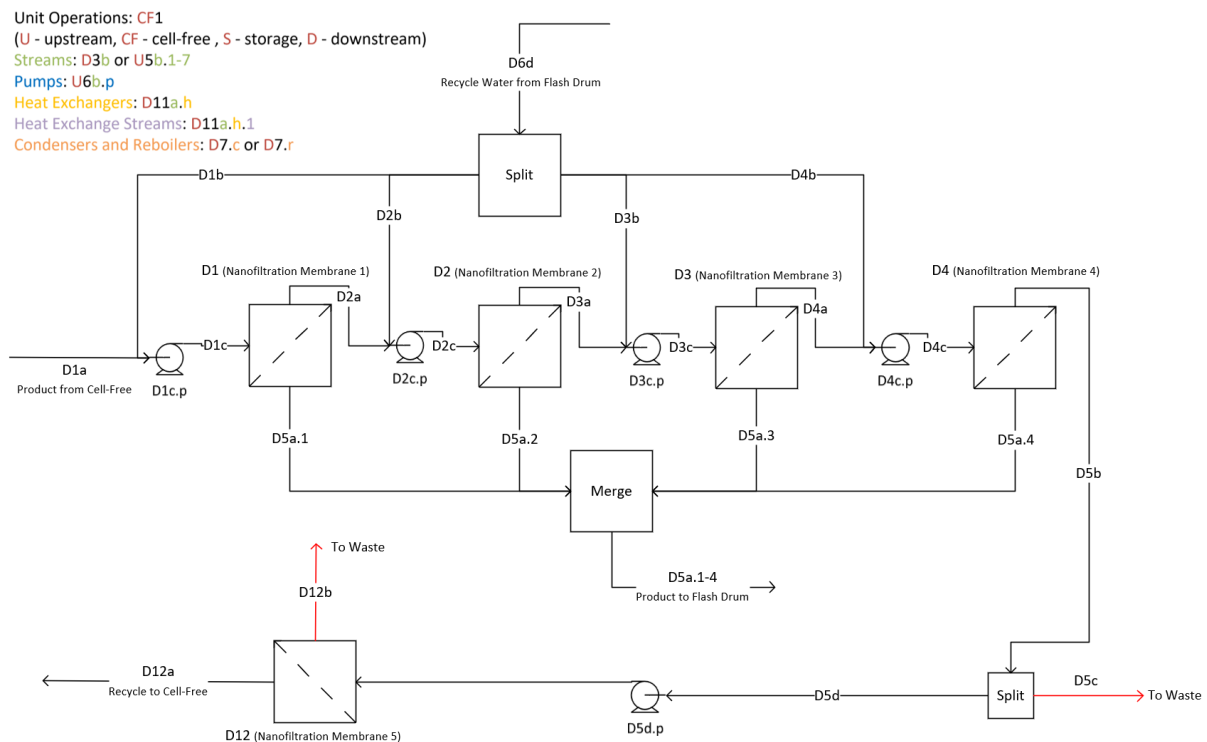 Unit Operations: CF1
(U - upstream, CF - cell-free , S - storage, D - downstream)
Streams: D3b or U5b.1-7
Pumps: U6b.p
Heat Exchangers: D11a.h
Heat Exchange Streams: D11a.h.1
Condensers and Reboilers: D7.c or D7.r
D6d
Recycle Water from Flash Drum
Split
D1b
D4b
D2b
D3b
D1 (Nanofiltration Membrane 1)
D2 (Nanofiltration Membrane 2)
D3 (Nanofiltration Membrane 3)
D4 (Nanofiltration Membrane 4)
D2a
D3a
D4a
D1c
D2c
D3c
D4c
D1a
Product from Cell-Free
D1c.p
D2c.p
D3c.p
D4c.p
D5a.1
D5a.2
D5a.3
D5a.4
D5b
Merge
To Waste
D12b
D5a.1-4
Product to Flash Drum
D12a
Recycle to Cell-Free
D12 (Nanofiltration Membrane 5)
D5d.p
D5d
Split
D5c
To Waste